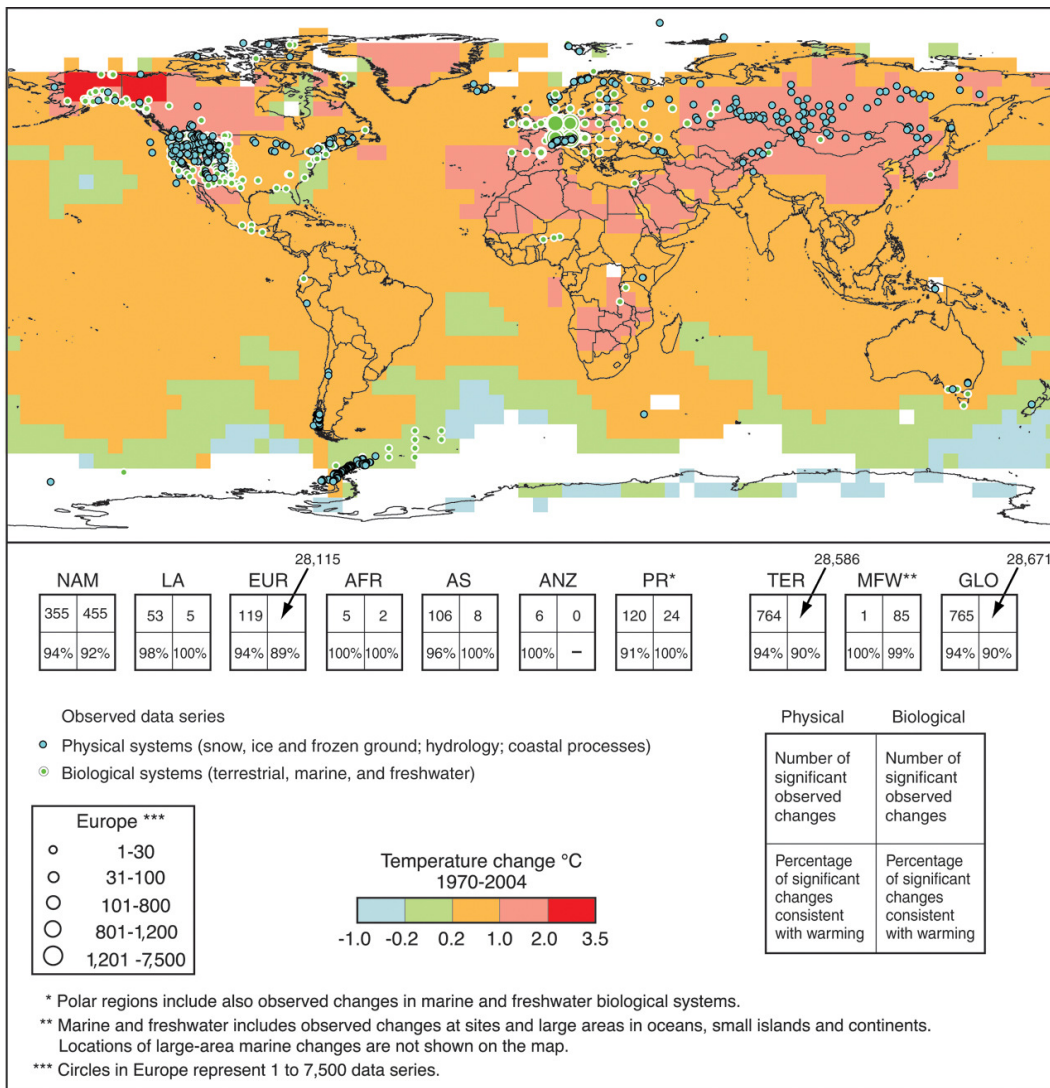 28,115
28,586
28,671
NAM LA EUR AFR AS ANZ PR* TER MFW** GLO
355 455 53 5 119 5 2 106 8 6 0 120 24 764 1 85 765
94% 92% 98% 100% 94% 89% 100% 100% 96% 100% 100% – 91% 100% 94% 90% 100% 99% 94% 90%
Observed data series
Physical systems (snow, ice and frozen ground; hydrology; coastal processes)
Biological systems (terrestrial, marine, and freshwater)
Europe ***
1-30
31-100
101-800
801-1,200
1,201 -7,500
Temperature change °C
1970-2004
-1.0 -0.2 0.2 1.0 2.0 3.5
Physical Biological
Number of Number of
significant significant
observed observed
changes changes
Percentage Percentage
of significant of significant
changes changes
consistent consistent
with warming with warming
* Polar regions include also observed changes in marine and freshwater biological systems.
** Marine and freshwater includes observed changes at sites and large areas in oceans, small islands and continents.
Locations of large-area marine changes are not shown on the map.
*** Circles in Europe represent 1 to 7,500 data series.